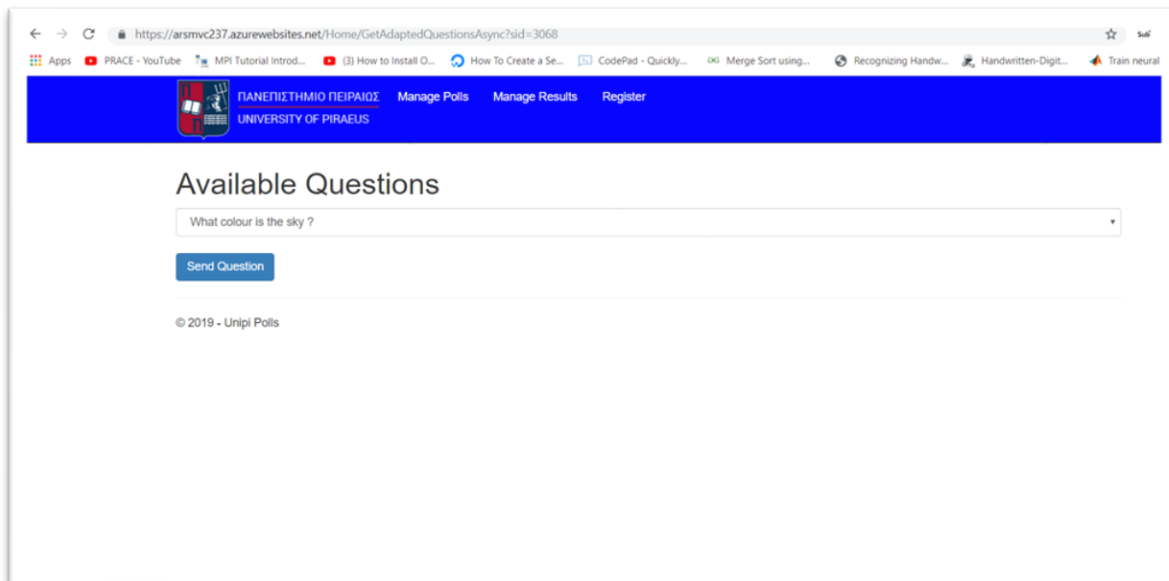 https://arsmvc237.azurewebsites.net/Home/GetAdaptedQuestionsAsync?sid=3068
Apps PRACE - YouTube MPI Tutorial Introd... (3) How to Install O... How To Create a Se... CodePad - Quickly... Merge Sort using... Recognizing Handw... Handwritten-Digit... Train neural
ΠΑΝΕΠΙΣΤΗΜΙΟ ΠΕΙΡΑΙΩΣ Manage Polls Manage Results Register
UNIVERSITY OF PIRAEUS
Available Questions
What colour is the sky ?
Send Question
© 2019 - Unipi Polls